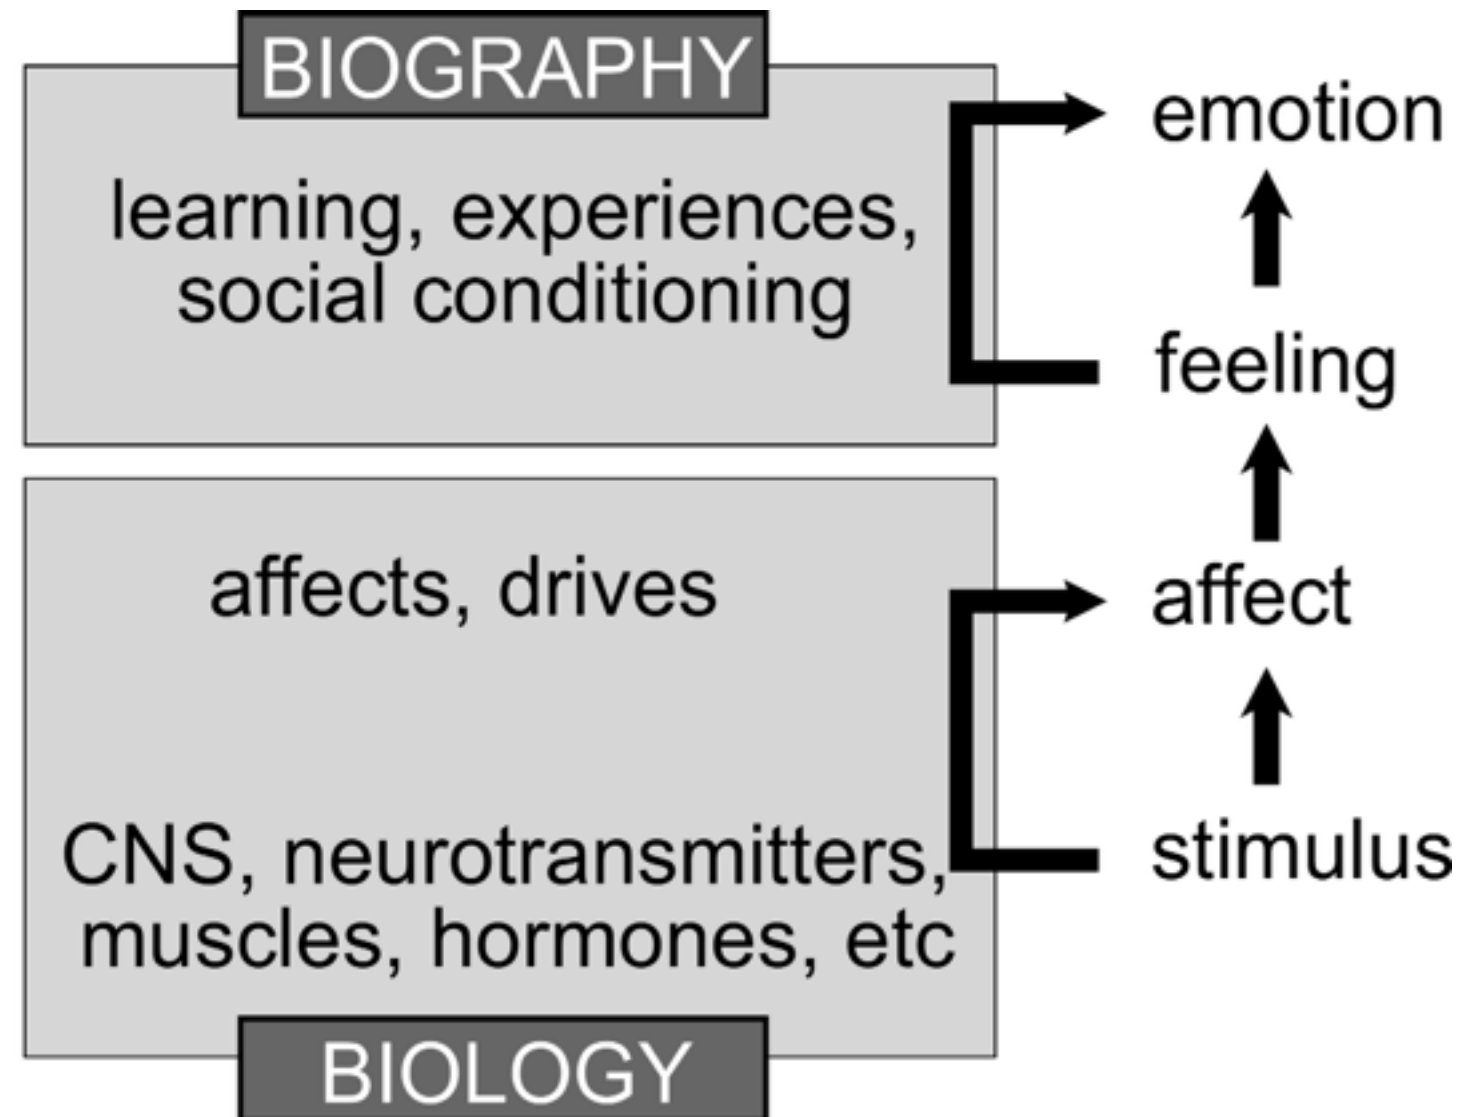 BIOGRAPHY
learning, experiences,
social conditioning
affects, drives
CNS, neurotransmitters,
muscles, hormones, etc
BIOLOGY
emotion
feeling
affect
stimulus